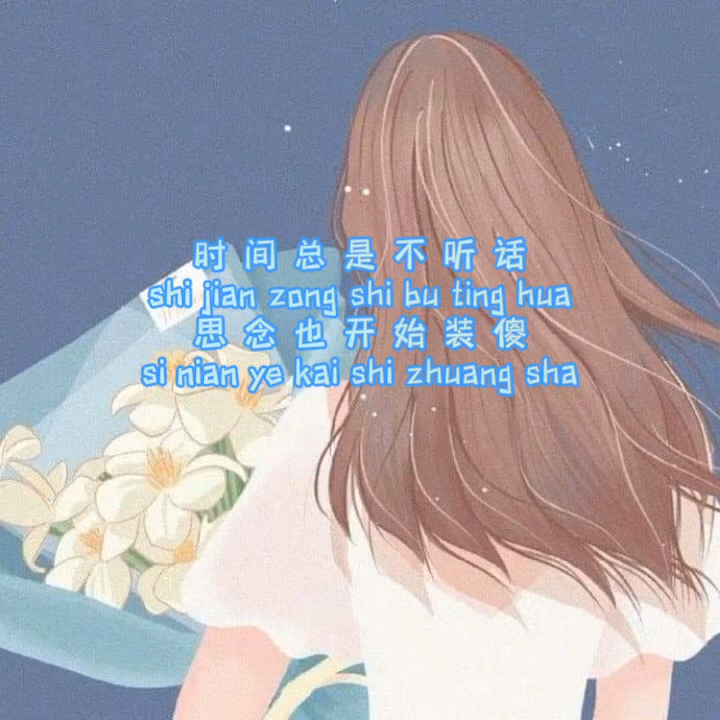 时间总是不听话
shi jian zong shi bu ting hua
思念也开始装傻
si nian ye kai shi zhuang sha